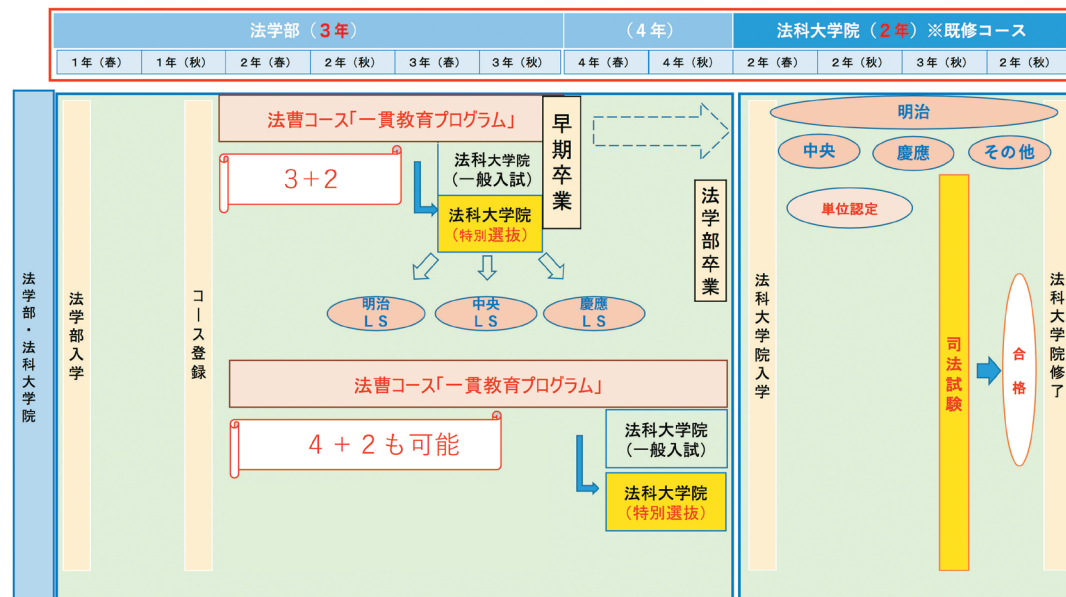 法学部（3年）
（4年）
法科大学院（2年）※既修コース
1年（春）
1年（秋）
2年（春）
2年（秋）
3年（春）
3年（秋）
4年（春）
4年（秋）
2年（春）
2年（秋）
3年（秋）
2年（秋）
法学部・法科大学院
法学部入学
コース登録
法曹コース「一貫教育プログラム」
3+2
法科大学院
（一般入試）
法科大学院
（特別選抜）
早期卒業
法学部卒業
明治
LS
中央
LS
慶應
LS
法曹コース「一貫教育プログラム」
4+2も可能
法科大学院
（一般入試）
法科大学院
（特別選抜）
法科大学院入学
明治
中央
慶應
その他
単位認定
司法試験
合格
法科大学院修了